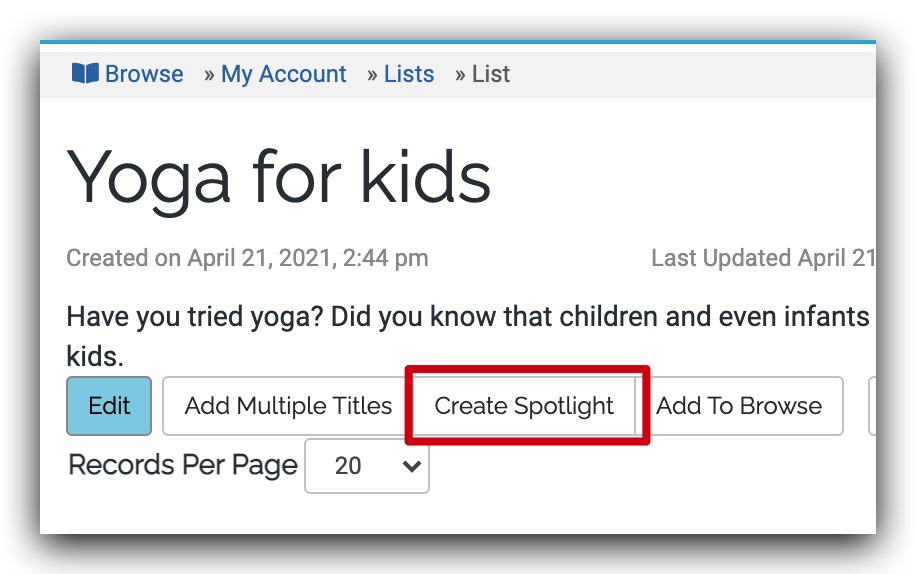 Browse » My Account » Lists » List
Yoga for kids
Created on April 21, 2021, 2:44 pm Last Updated April 21
Have you tried yoga? Did you know that children and even infants
kids.
Edit Add Multiple Titles Create Spotlight Add To Browse
Records Per Page 20